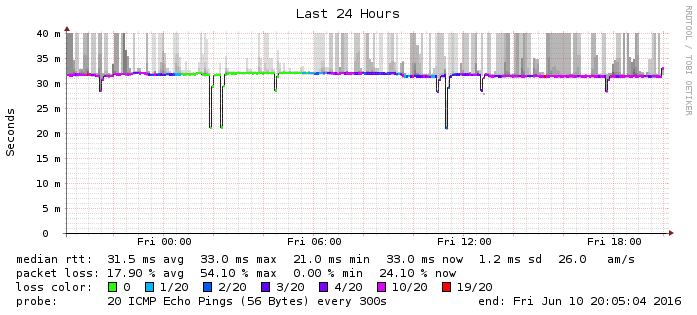 Last 24 Hours
RRDTOOL / TOBI OETIKER
Seconds
40 m
35 m
30 m
25 m
20 m
15 m
10 m
5 m
0
Fri 00:00 Fri 06:00 Fri 12:00 Fri 18:00
median rtt: 31.5 ms avg 33.0 ms max 21.0 ms min 33.0 ms now 1.2 ms sd 26.0 am/s
packet loss: 17.90 % avg 54.10 % max 0.00 % min 24.10 % now
loss color: 0 1/20 2/20 3/20 4/20 10/20 19/20
probe: 20 ICMP Echo Pings (56 Bytes) every 300s end: Fri Jun 10 20:05:04 2016